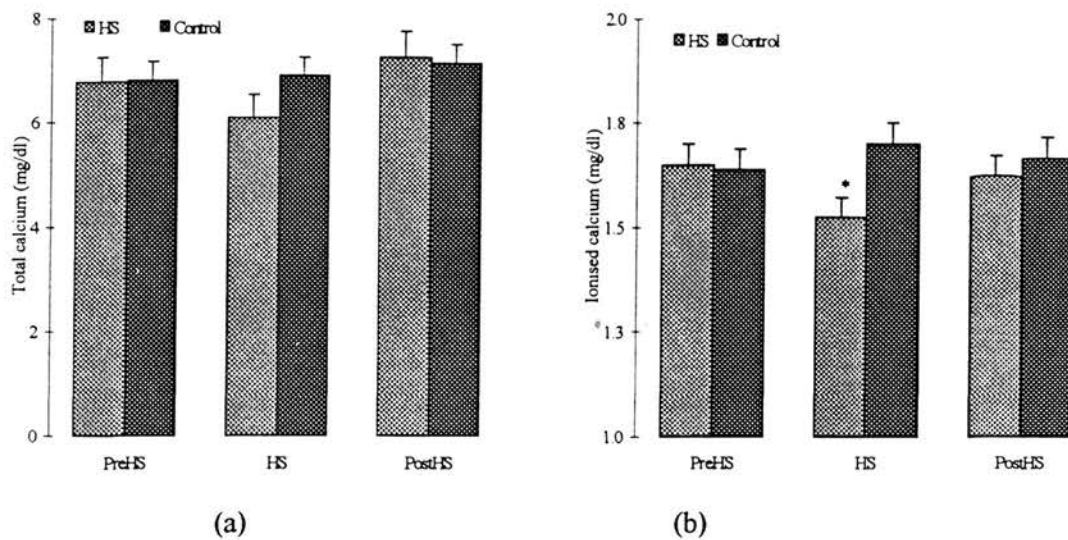 8
HS Control
6
4
2
0
Total calcium (mg/dl)
PreHS HS PostHS
(a)
2.0
HS Control
1.8
*
1.5
1.3
1.0
Ionised calcium (mg/dl)
PreHS HS PostHS
(b)